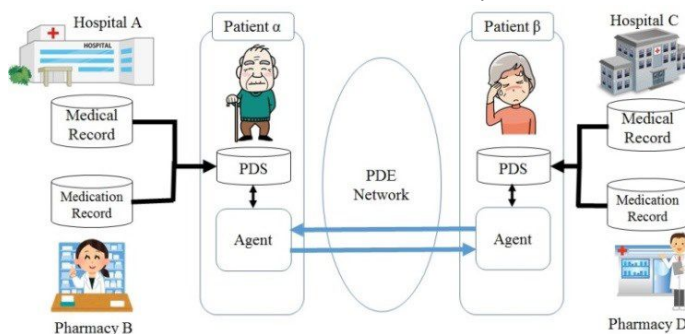 Hospital A
HOSPITAL
Medical
Record
Medication
Record
Pharmacy B
Patient α
PDS
Agent
PDE
Network
Patient β
PDS
Agent
Hospital C
Medical
Record
Medication
Record
Pharmacy D